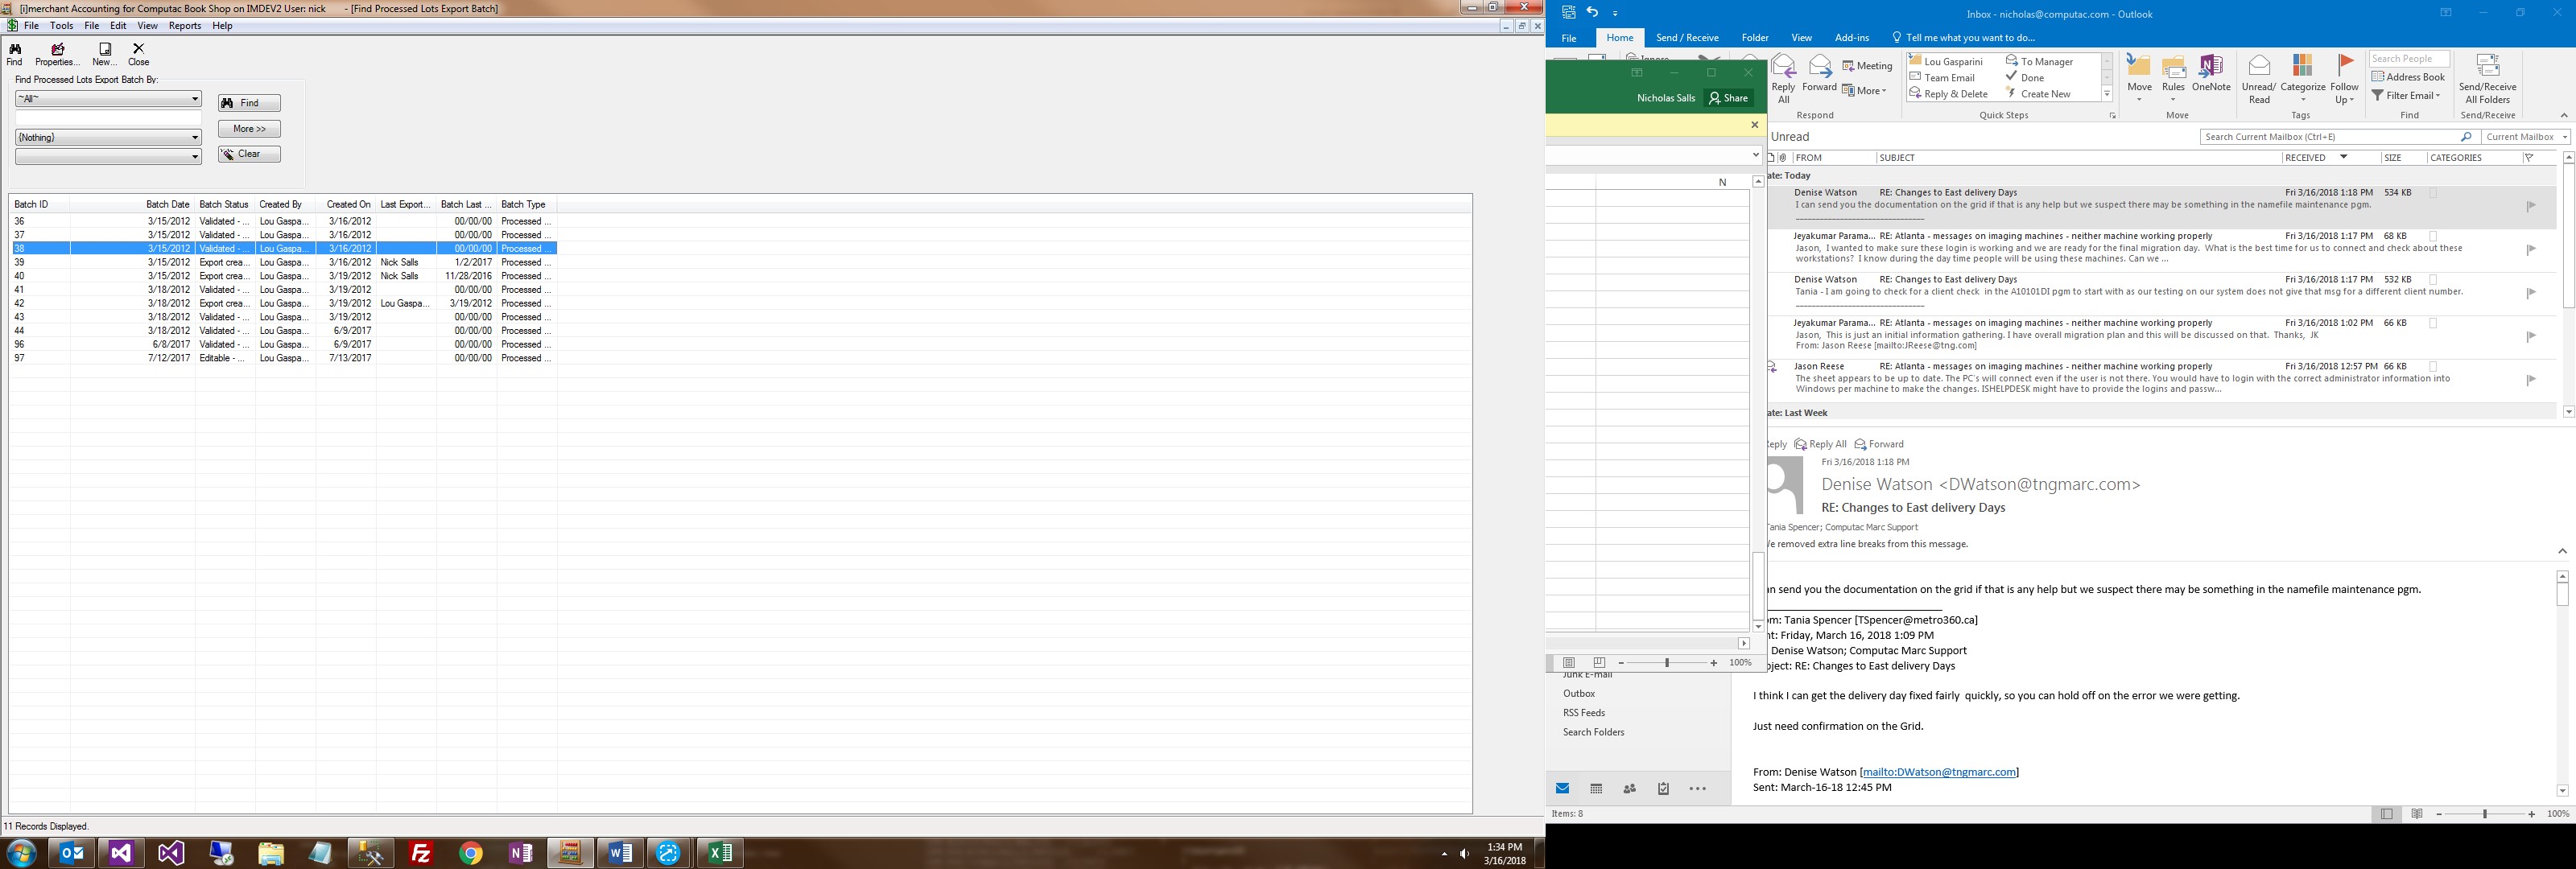 [i]merchant Accounting for Computac Book Shop on IMDEV2 User: nick - [Find Processed Lots Export Batch]
File Tools File Edit View Reports Help
Find Properties... New... Close
Find Processed Lots Export Batch By:
~All~
Find
More >>
{Nothing}
Clear
Batch ID Batch Date Batch Status Created By Created On Last Export... Batch Last ... Batch Type
36 3/15/2012 Validated - ... Lou Gaspa... 3/16/2012 00/00/00 Processed ...
37 3/15/2012 Validated - ... Lou Gaspa... 3/16/2012 00/00/00 Processed ...
38 3/15/2012 Validated - ... Lou Gaspa... 3/16/2012 00/00/00 Processed ...
39 3/15/2012 Export crea... Lou Gaspa... 3/16/2012 Nick Salls 1/2/2017 Processed ...
40 3/15/2012 Export crea... Lou Gaspa... 3/19/2012 Nick Salls 11/28/2016 Processed ...
41 3/18/2012 Validated - ... Lou Gaspa... 3/19/2012 00/00/00 Processed ...
42 3/18/2012 Export crea... Lou Gaspa... 3/19/2012 Lou Gaspa... 3/19/2012 Processed ...
43 3/18/2012 Validated - ... Lou Gaspa... 3/19/2012 00/00/00 Processed ...
44 3/18/2012 Validated - ... Lou Gaspa... 6/9/2017 00/00/00 Processed ...
96 6/8/2017 Validated - ... Lou Gaspa... 6/9/2017 00/00/00 Processed ...
97 7/12/2017 Editable - ... Lou Gaspa... 7/13/2017 00/00/00 Processed ...
11 Records Displayed.
1:34 PM
3/16/2018
Inbox - nicholas@computac.com - Outlook
File Home Send / Receive Folder View Add-ins Tell me what you want to do...
Ignore
Nicholas Salls Share
N
100%
Reply All
Forward
Meeting
More
Respond
Lou Gasparini To Manager
Team Email Done
Reply & Delete Create New
Quick Steps
Move Rules OneNote
Move
Unread/ Read Categorize Follow Up
Tags
Search People
Address Book
Filter Email
Find
Send/Receive All Folders
Send/Receive
Unread
Search Current Mailbox (Ctrl+E) Current Mailbox
FROM SUBJECT RECEIVED SIZE CATEGORIES
ate: Today
Denise Watson RE: Changes to East delivery Days Fri 3/16/2018 1:18 PM 534 KB
I can send you the documentation on the grid if that is any help but we suspect there may be something in the namefile maintenance pgm.
Jeyakumar Parama... RE: Atlanta - messages on imaging machines - neither machine working properly Fri 3/16/2018 1:17 PM 68 KB
Jason, I wanted to make sure these login is working and we are ready for the final migration day. What is the best time for us to connect and check about these
workstations? I know during the day time people will be using these machines. Can we ...
Denise Watson RE: Changes to East delivery Days Fri 3/16/2018 1:17 PM 532 KB
Tania - I am going to check for a client check in the A10101DI pgm to start with as our testing on our system does not give that msg for a different client number.
Jeyakumar Parama... RE: Atlanta - messages on imaging machines - neither machine working properly Fri 3/16/2018 1:02 PM 66 KB
Jason, This is just an initial information gathering. I have overall migration plan and this will be discussed on that. Thanks, JK
From: Jason Reese [mailto:JReese@tng.com]
Jason Reese RE: Atlanta - messages on imaging machines - neither machine working properly Fri 3/16/2018 12:57 PM 66 KB
The sheet appears to be up to date. The PC's will connect even if the user is not there. You would have to login with the correct administrator information into
Windows per machine to make the changes. ISHELPDESK might have to provide the logins and passw...
ate: Last Week
eply Reply All Forward
Fri 3/16/2018 1:18 PM
Denise Watson <DWatson@tngmarc.com>
RE: Changes to East delivery Days
Tania Spencer; Computac Marc Support
e removed extra line breaks from this message.
n send you the documentation on the grid if that is any help but we suspect there may be something in the namefile maintenance pgm.
om: Tania Spencer [TSpencer@metro360.ca]
nt: Friday, March 16, 2018 1:09 PM
Denise Watson; Computac Marc Support
bject: RE: Changes to East delivery Days
I think I can get the delivery day fixed fairly quickly, so you can hold off on the error we were getting.
Just need confirmation on the Grid.
From: Denise Watson [mailto:DWatson@tngmarc.com]
Sent: March-16-18 12:45 PM
Junk E-mail
Outbox
RSS Feeds
Search Folders
Items: 8
100%